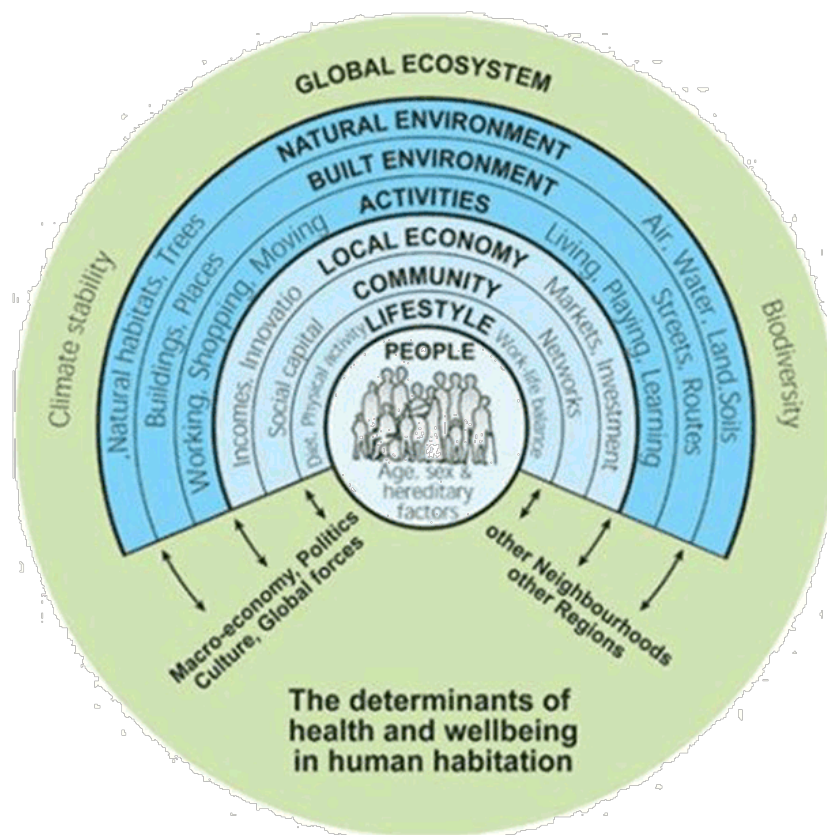 GLOBAL ECOSYSTEM
NATURAL ENVIRONMENT
BUILT ENVIRONMENT
ACTIVITIES
LOCAL ECONOMY
COMMUNITY
LIFESTYLE
PEOPLE
Age, sex &
hereditary
factors
Climate stability
Biodiversity
.Natural habitats, Trees
Air, Water, Land Soils
Buildings, Places
Streets, Routes
Working, Shopping, Moving
Living, Playing, Learning
Incomes, Innovatio
Markets, Investment
Social capital
Networks
Diet, Physical activity
Work-life balance
Macro-economy, Politics
Culture, Global forces
other Neighbourhoods
other Regions
The determinants of
health and wellbeing
in human habitation